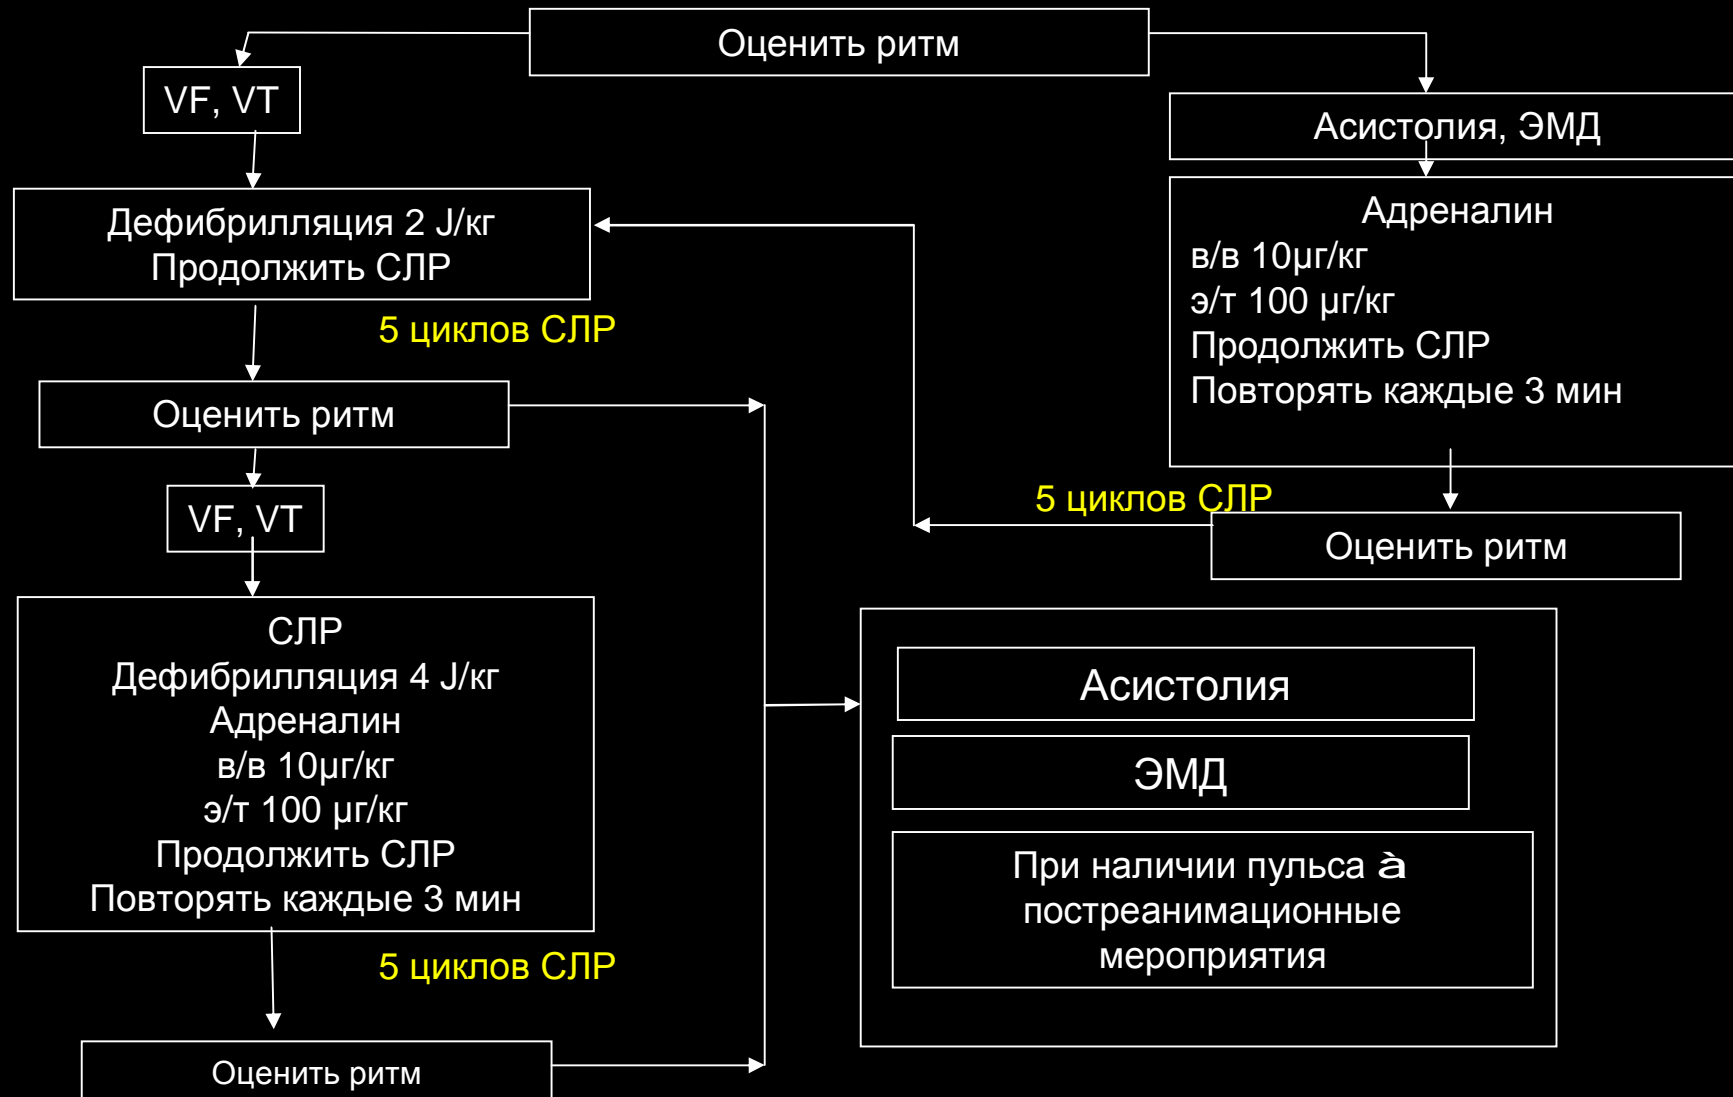 Оценить ритм
VF, VT
Асистолия, ЭМД
Дефибрилляция 2 J/кг
Продолжить СЛР
Адреналин
в/в 10μг/кг
э/т 100 μг/кг
Продолжить СЛР
Повторять каждые 3 мин
5 циклов СЛР
Оценить ритм
VF, VT
5 циклов СЛР
Оценить ритм
СЛР
Дефибрилляция 4 J/кг
Адреналин
в/в 10μг/кг
э/т 100 μг/кг
Продолжить СЛР
Повторять каждые 3 мин
Асистолия
ЭМД
При наличии пульса à
постреанимационные
мероприятия
5 циклов СЛР
Оценить ритм